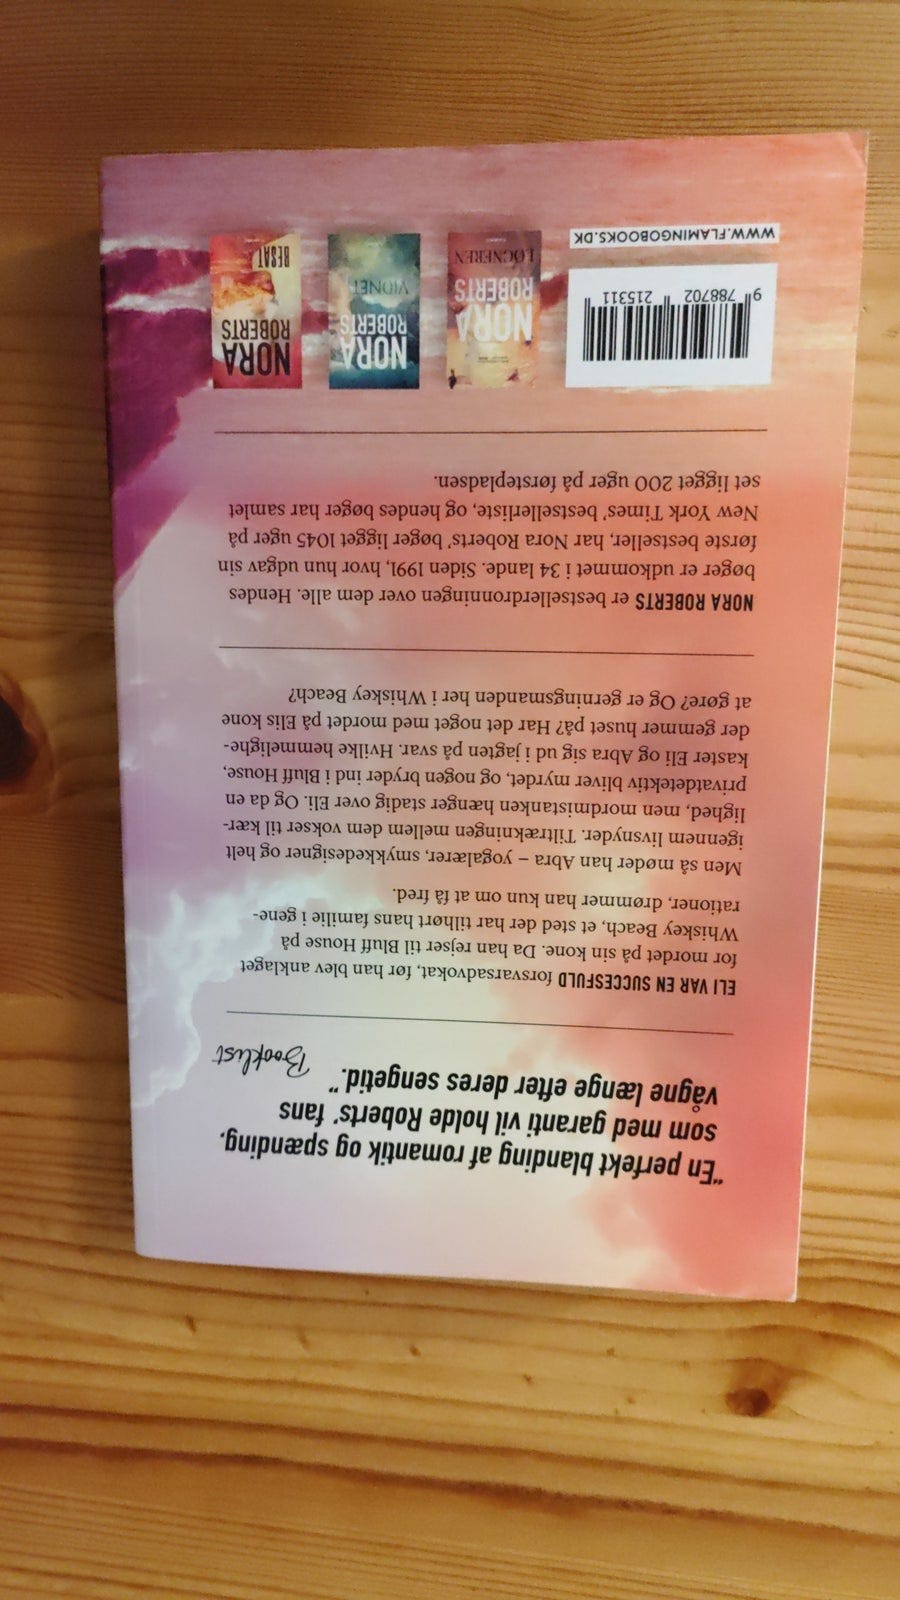 "En perfekt blanding af romantik og spænding,
som med garanti vil holde Roberts' fans
vågne længe efter deres sengetid."
Booklist
ELI VAR EN SUCCESFULD forsvarsadvokat, før han blev anklaget
for mordet på sin kone. Da han rejser til Bluff House på
Whiskey Beach, et sted der har tilhørt hans familie i gene-
rationer, drømmer han kun om at få fred.
Men så møder han Abra – yogalærer, smykkedesigner og helt
igennem livsnyder. Tiltrækningen mellem dem vokser til kær-
lighed, men mordmistanken hænger stadig over Eli. Og da en
privatdetektiv bliver myrdet, og nogen bryder ind i Bluff House,
kaster Eli og Abra sig ud i jagten på svar. Hvilke hemmelighe-
der gemmer huset på? Har det noget med mordet på Elis kone
at gøre? Og er gerningsmanden her i Whiskey Beach?
NORA ROBERTS er bestsellerdronningen over dem alle. Hendes
bøger er udkommet i 34 lande. Siden 1991, hvor hun udgav sin
første bestseller, har Nora Roberts' bøger ligget 1045 uger på
New York Times' bestsellerliste, og hendes bøger har samlet
set ligget 200 uger på førstepladsen.
9 788702 215311
WWW.FLAMINGOBOOKS.DK
NORA
ROBERTS
LØGNEREN
NORA
ROBERTS
VIDNET
NORA
ROBERTS
BESAT